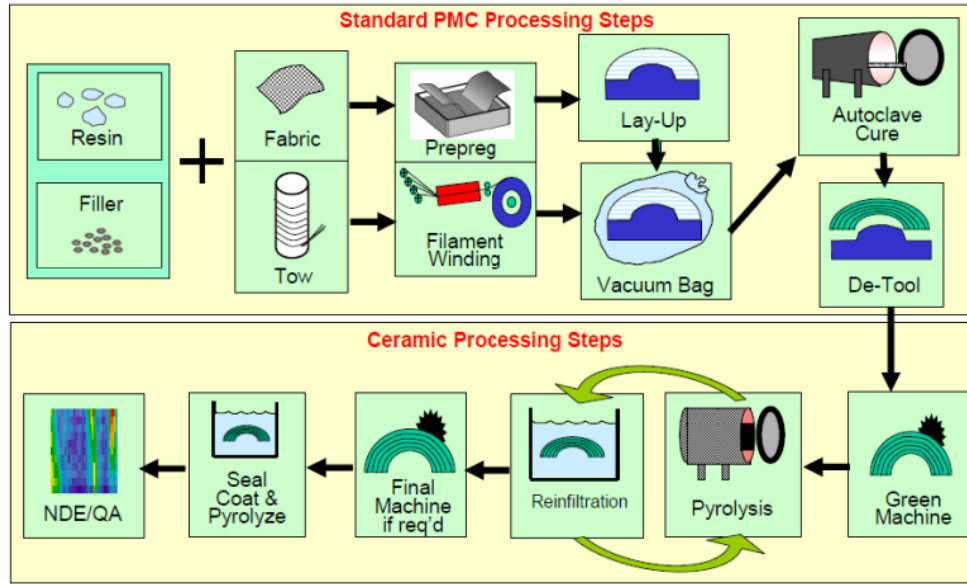 Standard PMC Processing Steps
Resin
Filler
Fabric
Tow
Prepreg
Filament
Winding
Lay-Up
Vacuum Bag
Autoclave
Cure
De-Tool
Ceramic Processing Steps
NDE/QA
Seal
Coat &
Pyrolyze
Final
Machine
if req'd
Reinfiltration
Pyrolysis
Green
Machine